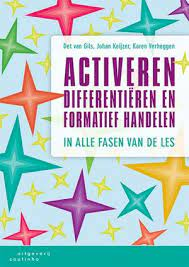 Det van Gils, Johan Keijzer, Karen Verheggen
ACTIVEREN
DIFFERENTIËREN EN
FORMATIEF HANDELEN
IN ALLE FASEN VAN DE LES
uitgeverij
coutinho